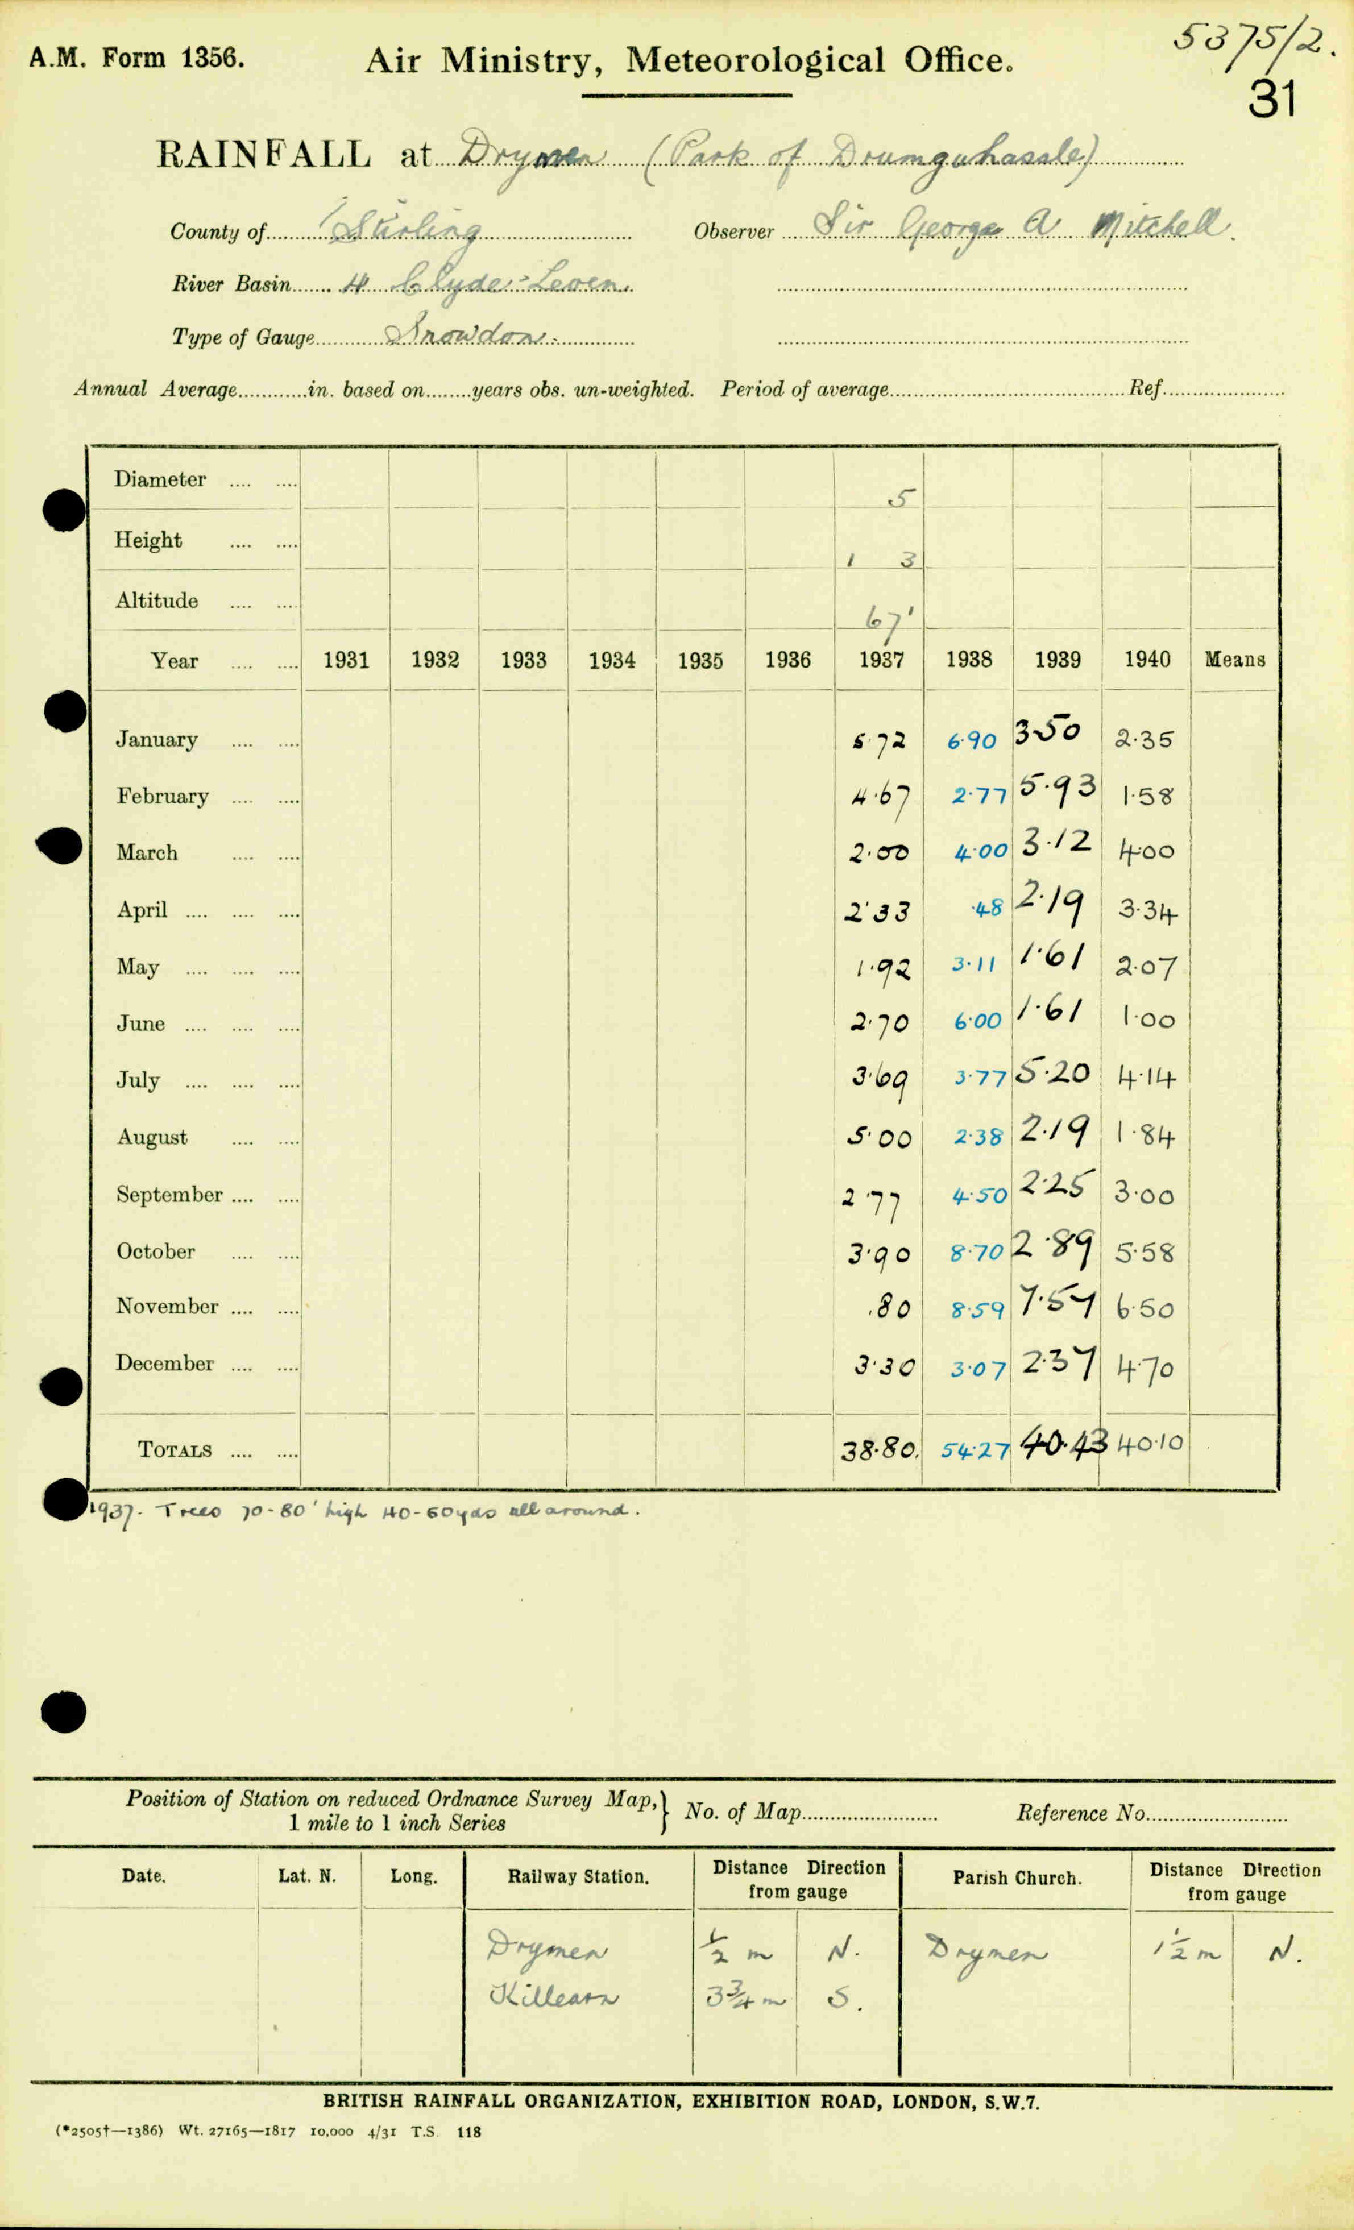 5375/2.
A.M. Form 1356. Air Ministry, Meteorological Office.
31
RAINFALL at Drymen (Park of Drumquhassle)
County of Stirling Observer Sir George A Mitchell.
River Basin 4 Clyde-Leven.
Type of Gauge Snowdon.
Annual Average............in. based on........years obs. un-weighted. Period of average.................... Ref....................
Diameter .... .... 5
Height .... .... 1 3
Altitude .... .... 67'
Year .... .... 1931 1932 1933 1934 1935 1936 1937 1938 1939 1940 Means
January .... .... 5.72 6.90 3.50 2.35
February .... .... 4.67 2.77 5.93 1.58
March .... .... 2.00 4.00 3.12 4.00
April .... .... .... 2.33 .48 2.19 3.34
May .... .... .... 1.92 3.11 1.61 2.07
June .... .... .... 2.70 6.00 1.61 1.00
July .... .... .... 3.69 3.77 5.20 4.14
August .... .... 5.00 2.38 2.19 1.84
September .... .... 2.77 4.50 2.25 3.00
October .... .... 3.90 8.70 2.89 5.58
November .... .... .80 8.59 7.57 6.50
December .... .... 3.30 3.07 2.37 4.70
TOTALS .... .... 38.80. 54.27 40.43 40.10
1937. Trees 70-80' high 40-60yds all around.
Position of Station on reduced Ordnance Survey Map, } No. of Map.................... Reference No....................
1 mile to 1 inch Series
Date. Lat. N. Long. Railway Station. Distance Direction from gauge Parish Church. Distance Direction from gauge
Drymen ½ m N. Drymen 1½ m N.
Killearn 3¾ m S.
BRITISH RAINFALL ORGANIZATION, EXHIBITION ROAD, LONDON, S.W.7.
(*2505†—1386) Wt. 27165—1817 10,000 4/31 T.S. 118